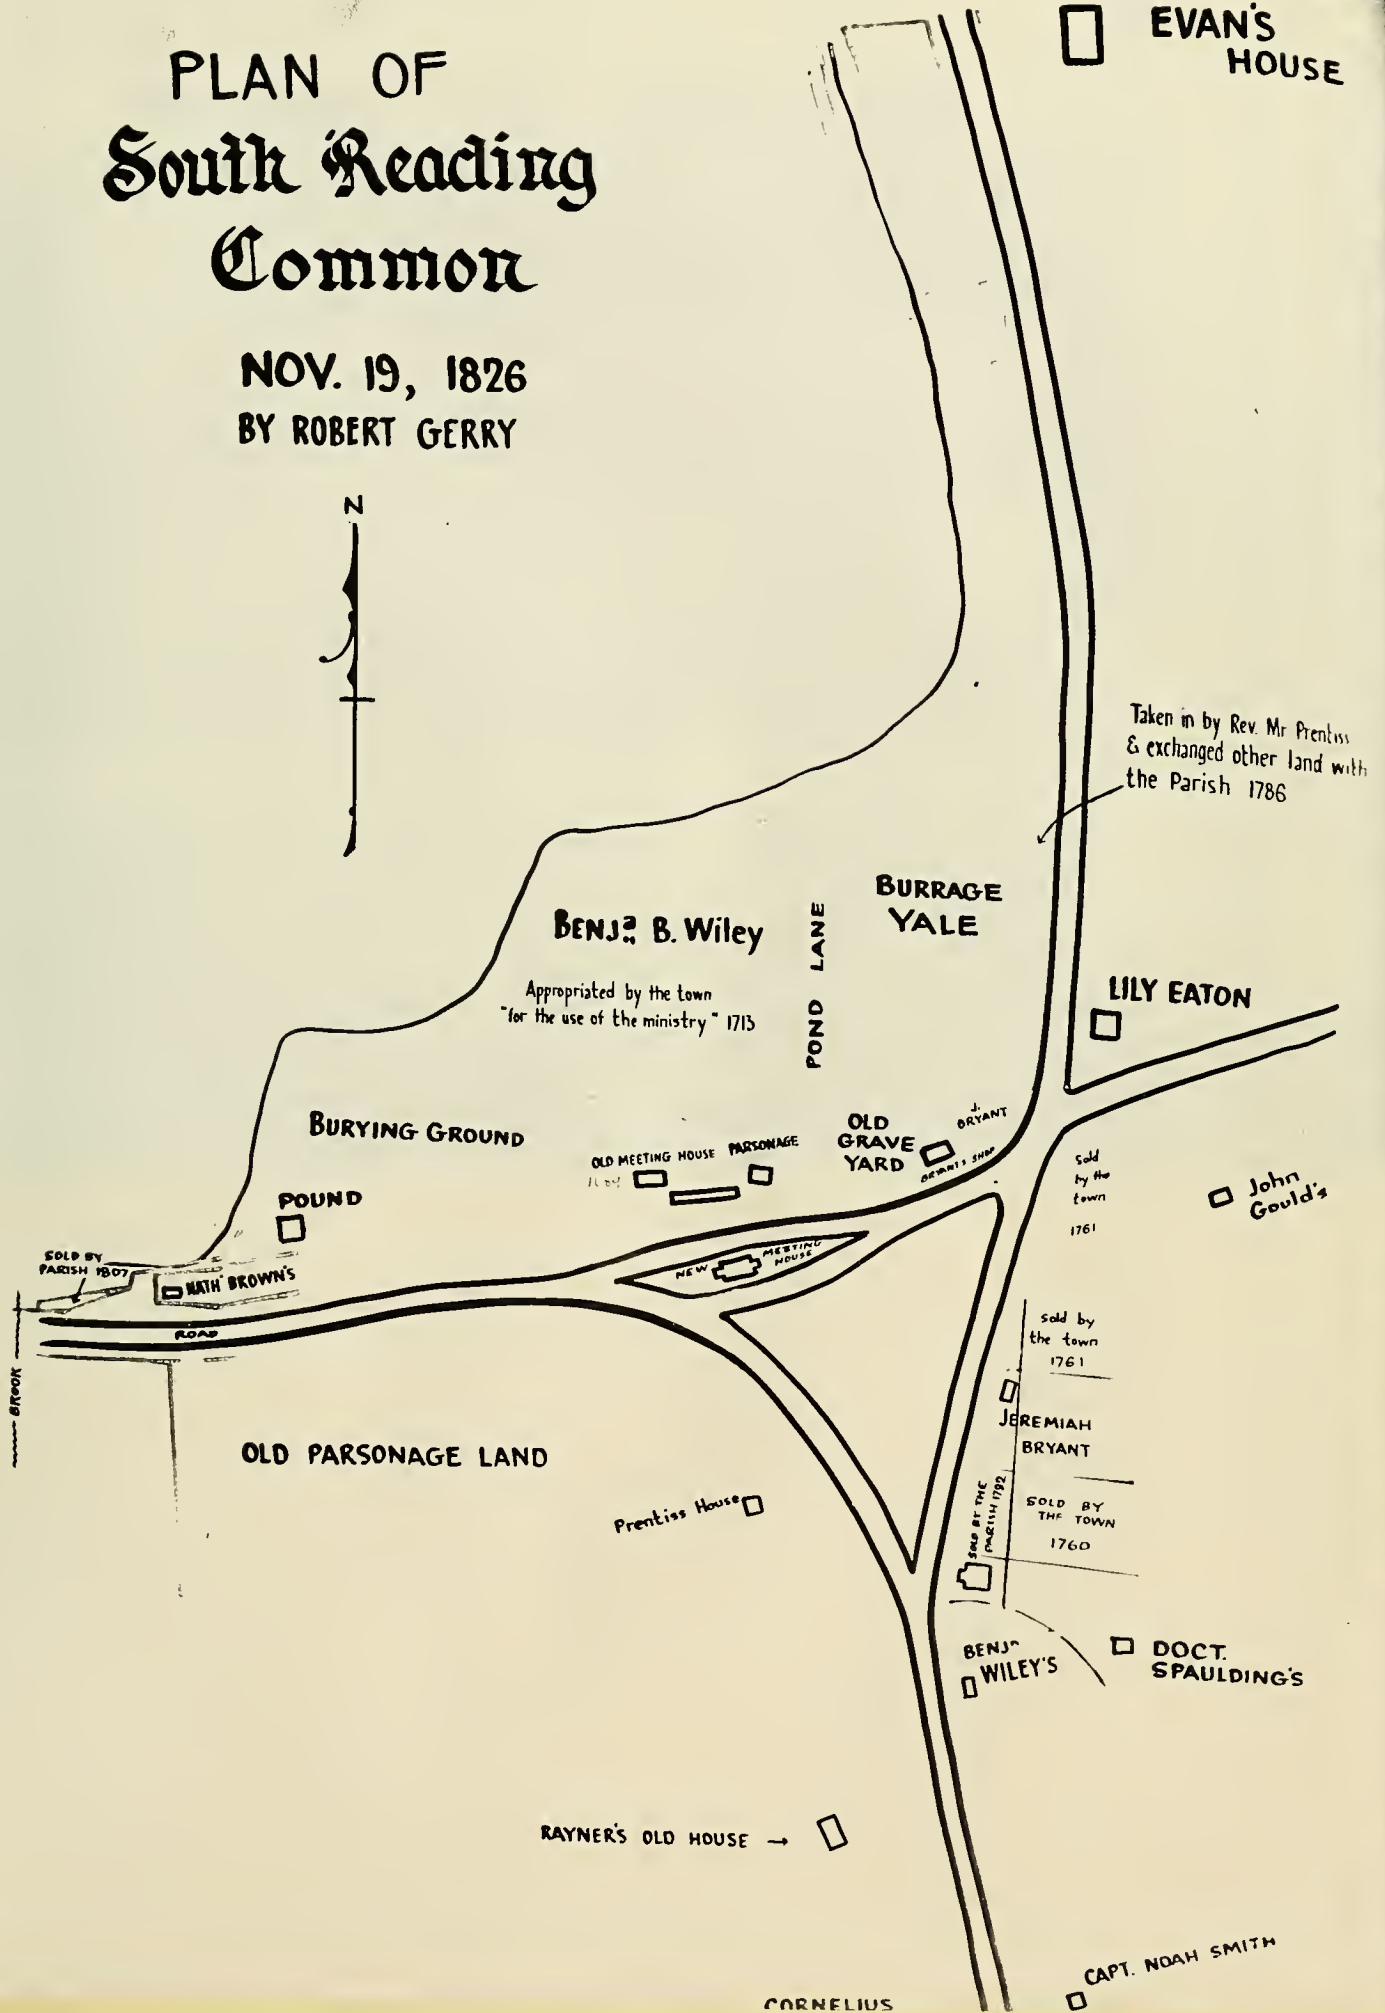 EVAN'S
HOUSE
PLAN OF
South Reading
Common
NOV. 19, 1826
BY ROBERT GERRY
N
Taken in by Rev. Mr Prentiss
& exchanged other land with
the Parish 1786
BURRAGE
YALE
BENJa. B. Wiley
POND LANE
Appropriated by the town
"for the use of the ministry" 1713
LILY EATON
BURYING GROUND
OLD
GRAVE
YARD
J.
BRYANT
BRYANT'S SHOP
OLD MEETING HOUSE
PARSONAGE
Sold
by the
town
1761
John
Gould's
POUND
SOLD BY
PARISH 1807
NATHl BROWN'S
NEW MEETING
HOUSE
ROAD
BROOK
Sold by
the town
1761
JEREMIAH
BRYANT
OLD PARSONAGE LAND
Prentiss House
SOLD BY THE
PARISH 1792
SOLD BY
THE TOWN
1760
BENJn
WILEY'S
DOCT.
SPAULDING'S
RAYNER'S OLD HOUSE →
CAPT. NOAH SMITH
CORNELIUS